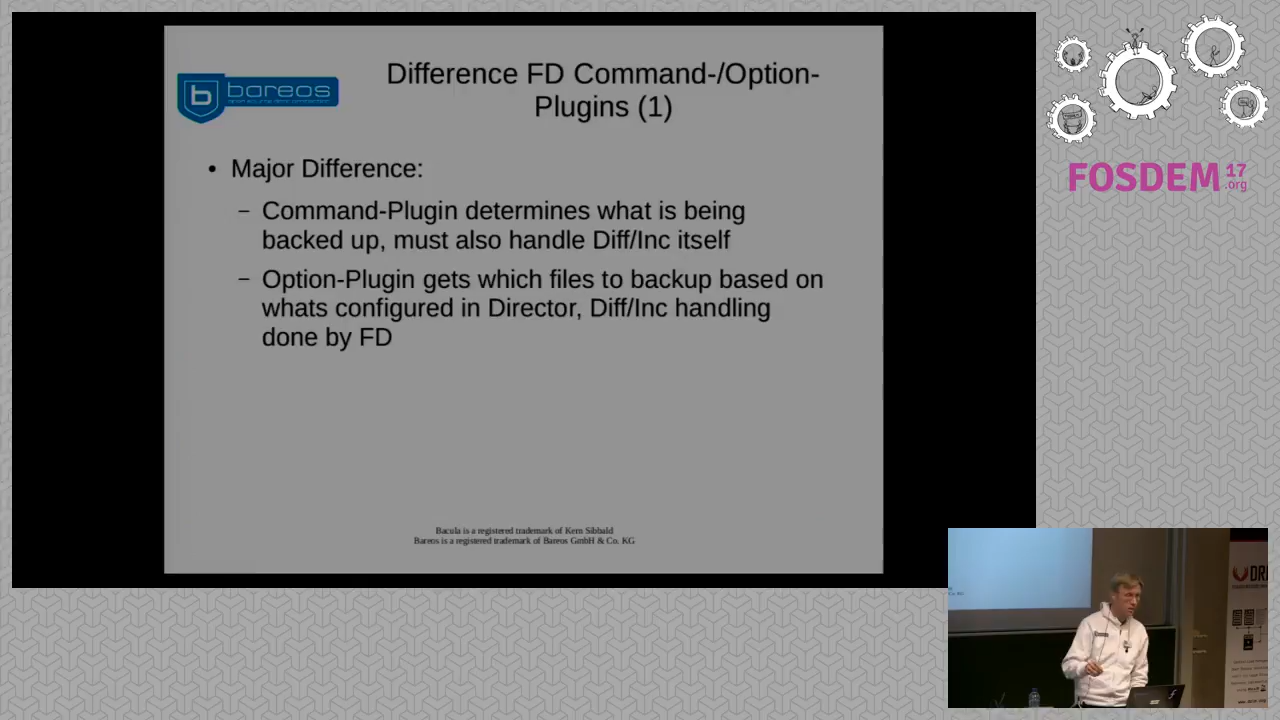 Difference FD Command-/Option-
Plugins (1)
bareos
• Major Difference:
– Command-Plugin determines what is being
backed up, must also handle Diff/Inc itself
– Option-Plugin gets which files to backup based on
whats configured in Director, Diff/Inc handling
done by FD
Bacula is a registered trademark of Kern Sibbald
Bareos is a registered trademark of Bareos GmbH & Co. KG
FOSDEM 17
.org